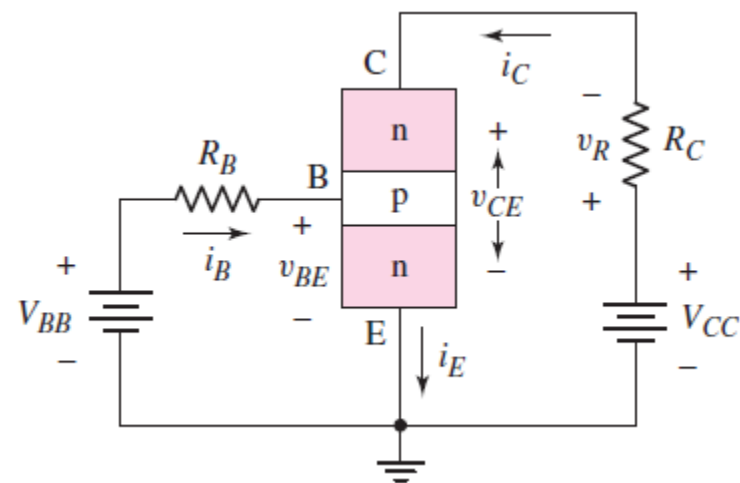 C
i_C
n
+
−
R_B
B
p
v_CE
v_R
R_C
+
+
i_B
v_BE
n
−
+
+
V_BB
−
−
E
i_E
V_CC
−
−